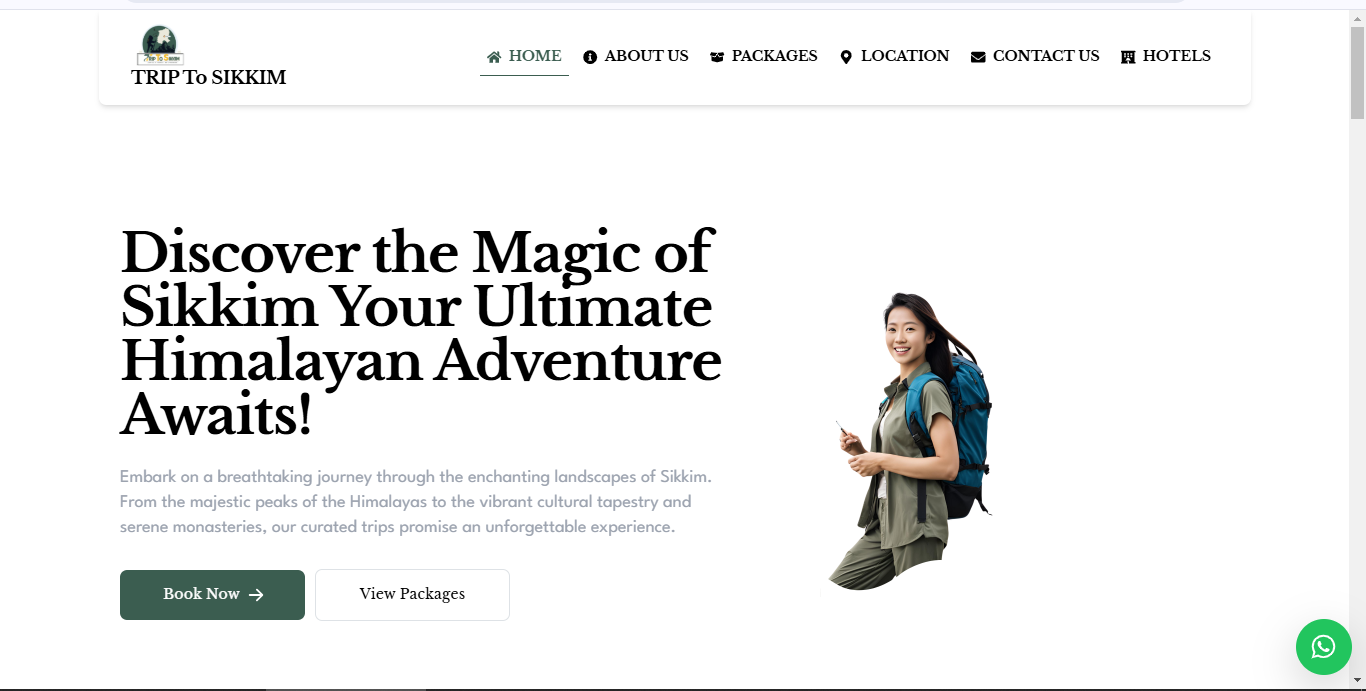 Trip To Sikkim
TRIP To SIKKIM
HOME
ABOUT US
PACKAGES
LOCATION
CONTACT US
HOTELS
Discover the Magic of
Sikkim Your Ultimate
Himalayan Adventure
Awaits!
Embark on a breathtaking journey through the enchanting landscapes of Sikkim.
From the majestic peaks of the Himalayas to the vibrant cultural tapestry and
serene monasteries, our curated trips promise an unforgettable experience.
Book Now
View Packages